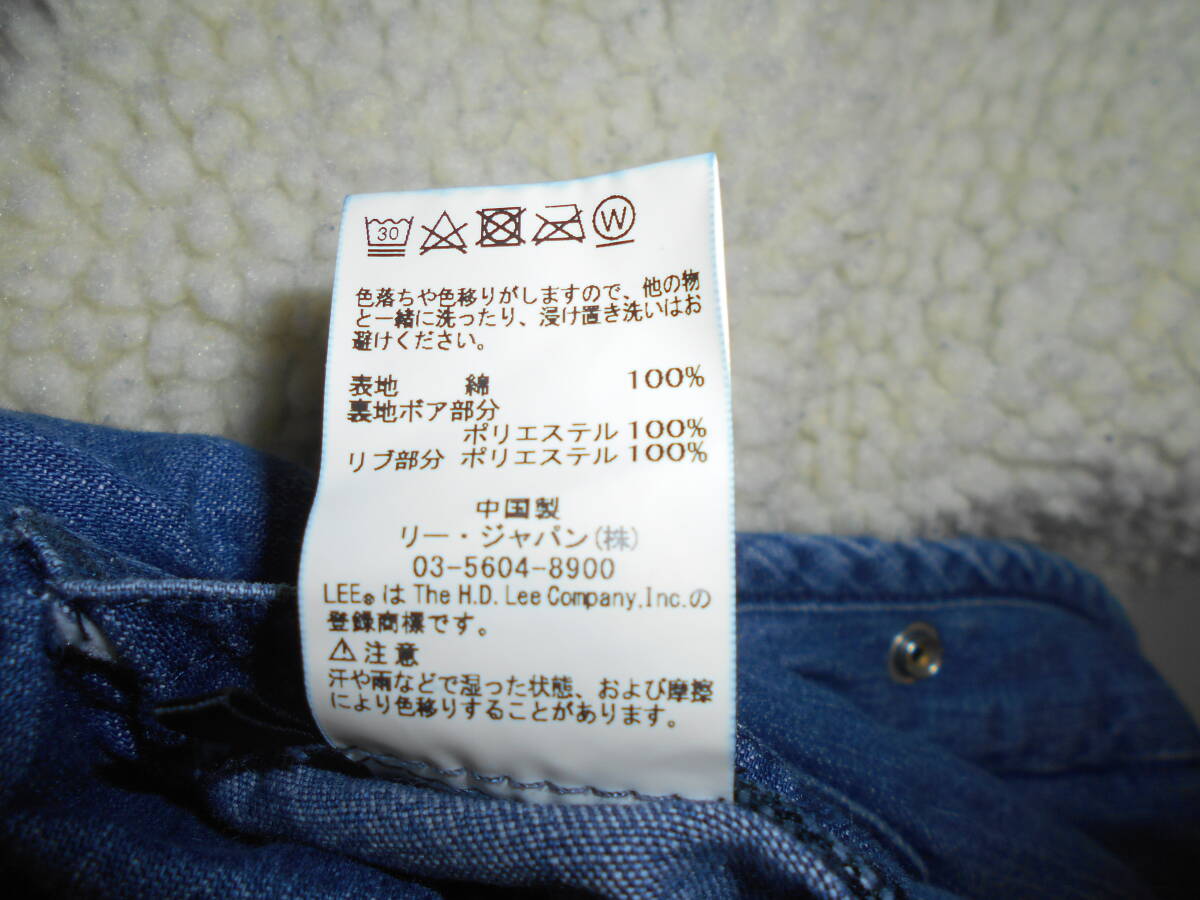 30 W
色落ちや色移りがしますので、他の物
と一緒に洗ったり、浸け置き洗いはお
避けください。
表地 綿 100%
裏地ボア部分
ポリエステル 100%
リブ部分 ポリエステル 100%
中国製
リー・ジャパン(株)
03-5604-8900
LEE®は The H.D. Lee Company,Inc.の
登録商標です。
⚠注意
汗や雨などで湿った状態、および摩擦
により色移りすることがあります。